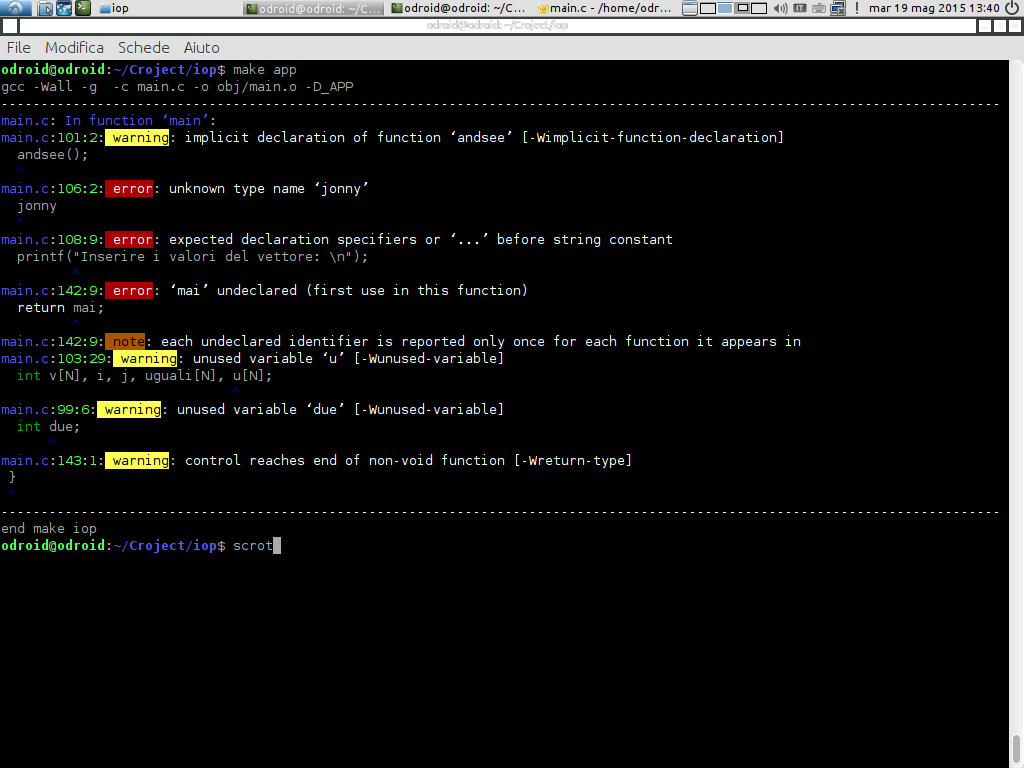 iop odroid@odroid: ~/C... odroid@odroid: ~/C... main.c - /home/odr... IT ! mar 19 mag 2015 13:40
odroid@odroid: ~/Croject/iop
File Modifica Schede Aiuto
odroid@odroid:~/Croject/iop$ make app
gcc -Wall -g  -c main.c -o obj/main.o -D_APP
-----------------------------------------------------------------------------------------------------------------------------
main.c: In function ‘main’:
main.c:101:2: warning: implicit declaration of function ‘andsee’ [-Wimplicit-function-declaration]
  andsee();
  ^
main.c:106:2: error: unknown type name ‘jonny’
  jonny
  ^
main.c:108:9: error: expected declaration specifiers or ‘...’ before string constant
  printf("Inserire i valori del vettore: \n");
         ^
main.c:142:9: error: ‘mai’ undeclared (first use in this function)
  return mai;
         ^
main.c:142:9: note: each undeclared identifier is reported only once for each function it appears in
main.c:103:29: warning: unused variable ‘u’ [-Wunused-variable]
  int v[N], i, j, uguali[N], u[N];
                             ^
main.c:99:6: warning: unused variable ‘due’ [-Wunused-variable]
  int due;
      ^
main.c:143:1: warning: control reaches end of non-void function [-Wreturn-type]
 }
 ^
-----------------------------------------------------------------------------------------------------------------------------
end make iop
odroid@odroid:~/Croject/iop$ scrot